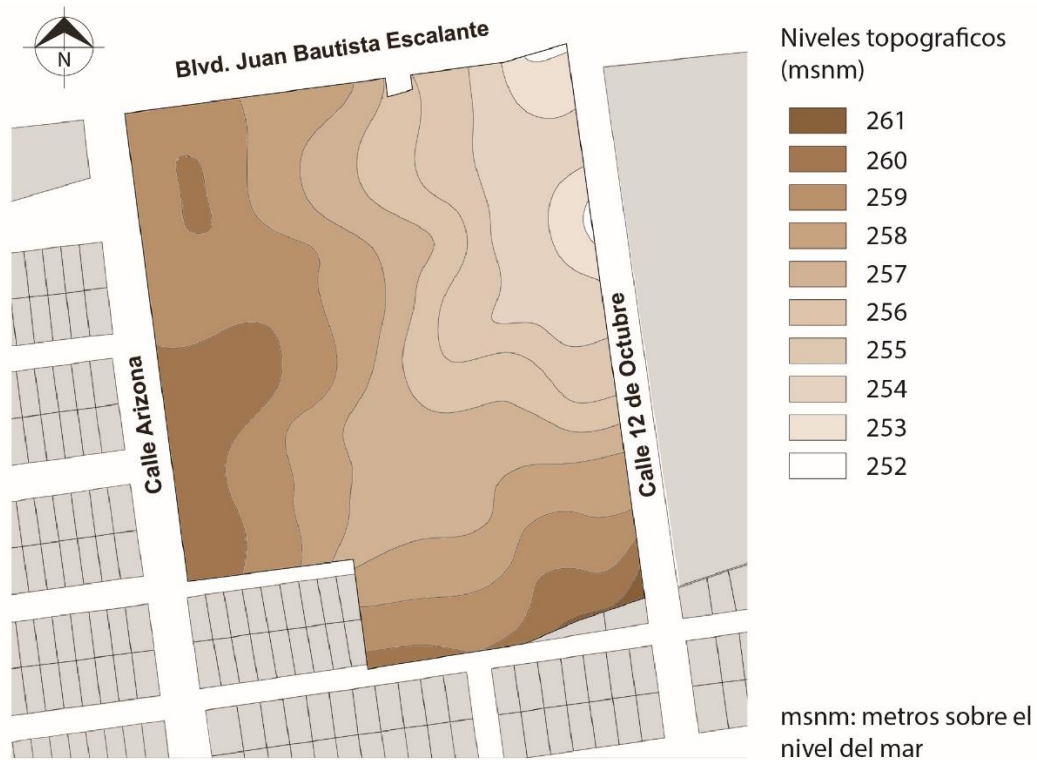 N
Blvd. Juan Bautista Escalante
Calle Arizona
Calle 12 de Octubre
Niveles topograficos
(msnm)
261
260
259
258
257
256
255
254
253
252
msnm: metros sobre el
nivel del mar